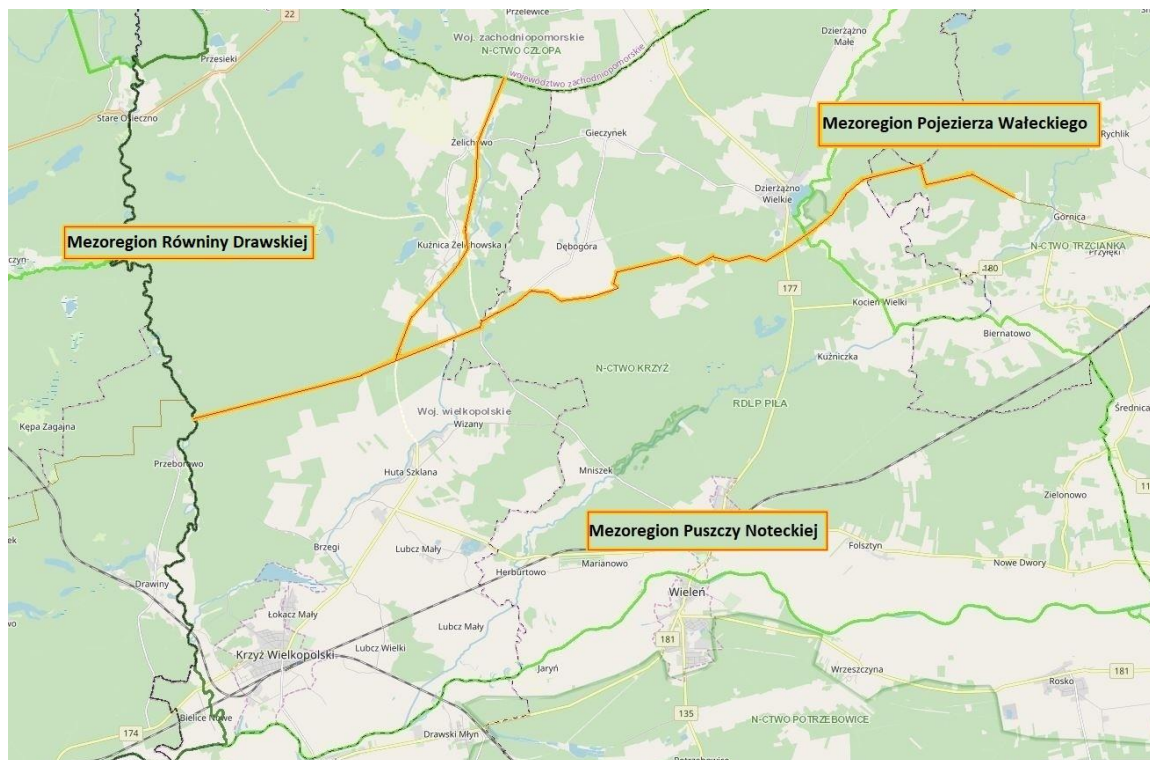 22
Przelewice
Woj. zachodniopomorskie
N-CTWO CZŁOPA
województwo zachodniopomorskie
Dzierżążno
Małe
Przesieki
Stare Osieczno
Żelichowo
Gieczynek
Mezoregion Pojezierza Wałeckiego
Rychlik
Dzierżążno
Wielkie
Mezoregion Równiny Drawskiej
Kuźnica Żelichowska
Dębogóra
Górnica
N-CTWO TRZCIANKA
Przyłęki
180
177
Kocień Wielki
Biernatowo
Kuźniczka
N-CTWO KRZYŻ
RDLP PIŁA
Woj. wielkopolskie
Wizany
Średnica
Kępa Zagajna
Przeborowo
Huta Szklana
Mniszek
11
Zielonowo
Mezoregion Puszczy Noteckiej
Brzegi
Lubcz Mały
Herburtowo
Marianowo
Folsztyn
Nowe Dwory
Drawiny
Łokacz Mały
Wieleń
Lubcz Mały
Krzyż Wielkopolski
Lubcz Wielki
181
Jaryń
Wrzeszczyna
181
Rosko
Bielice Nowe
174
Drawski Młyn
135
N-CTWO POTRZEBOWICE